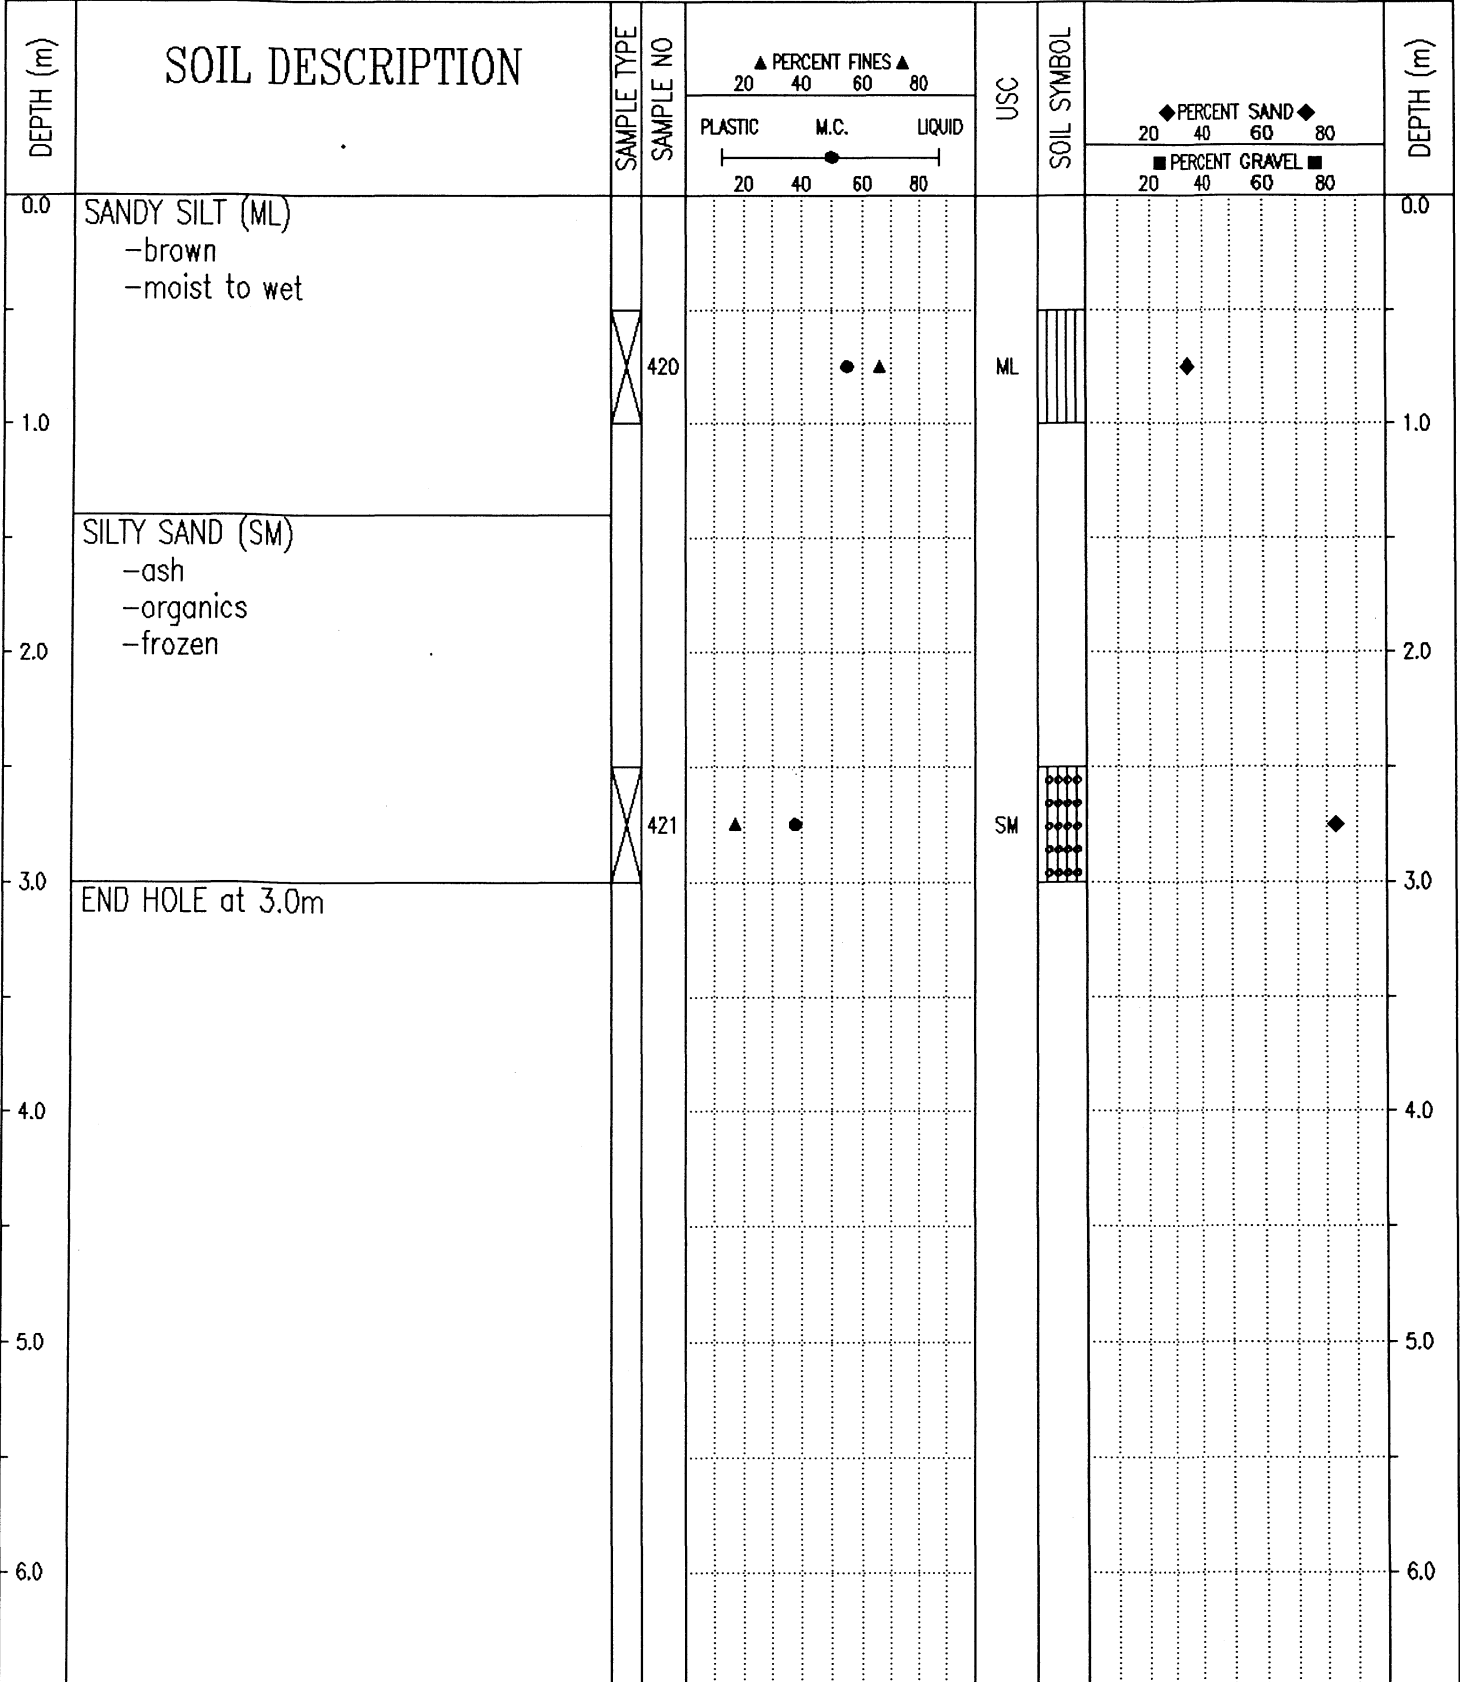 DEPTH (m)
SOIL DESCRIPTION
SAMPLE TYPE
SAMPLE NO
▲ PERCENT FINES ▲
20 40 60 80
PLASTIC M.C. LIQUID
20 40 60 80
USC
SOIL SYMBOL
◆ PERCENT SAND ◆
20 40 60 80
■ PERCENT GRAVEL ■
20 40 60 80
DEPTH (m)
0.0 SANDY SILT (ML) 0.0
-brown
-moist to wet
420 ML
1.0 1.0
SILTY SAND (SM)
-ash
-organics
-frozen
2.0 2.0
421 SM
3.0 3.0
END HOLE at 3.0m
4.0 4.0
5.0 5.0
6.0 6.0